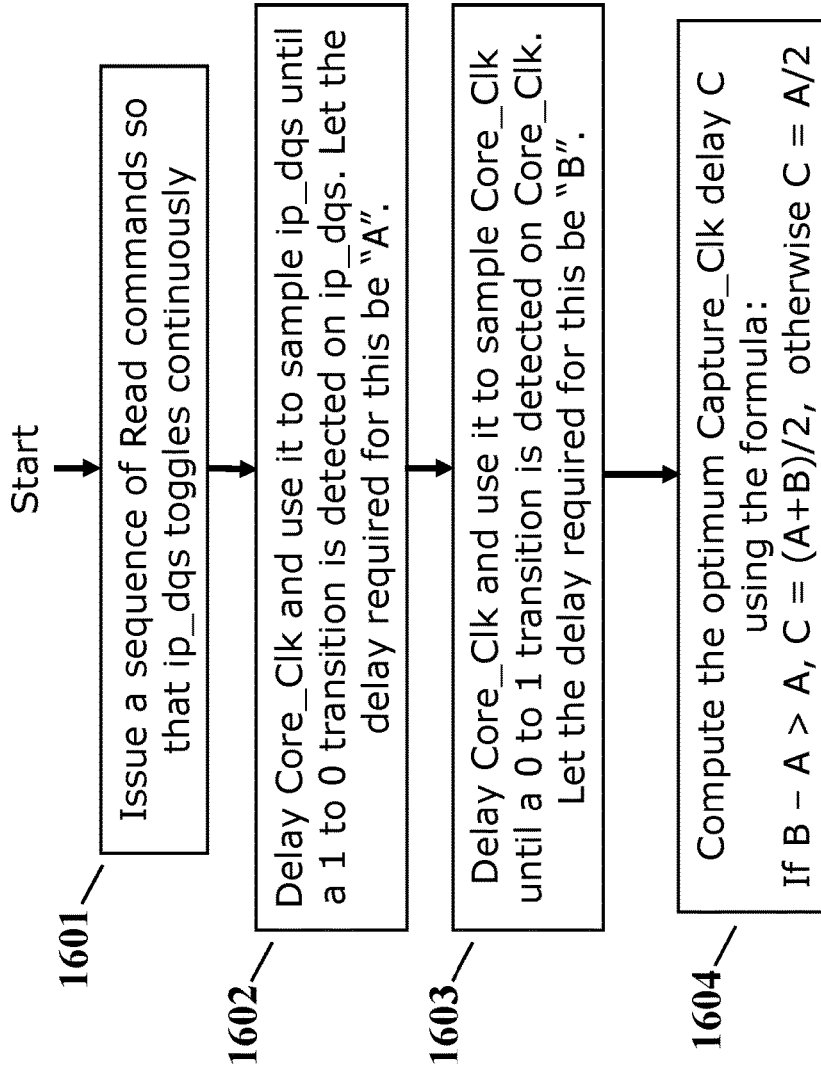 Start
1601
Issue a sequence of Read commands so
that ip_dqs toggles continuously
1602
Delay Core_Clk and use it to sample ip_dqs until
a 1 to 0 transition is detected on ip_dqs. Let the
delay required for this be “A”.
1603
Delay Core_Clk and use it to sample Core_Clk
until a 0 to 1 transition is detected on Core_Clk.
Let the delay required for this be “B”.
1604
Compute the optimum Capture_Clk delay C
using the formula:
If B – A > A, C = (A+B)/2, otherwise C = A/2